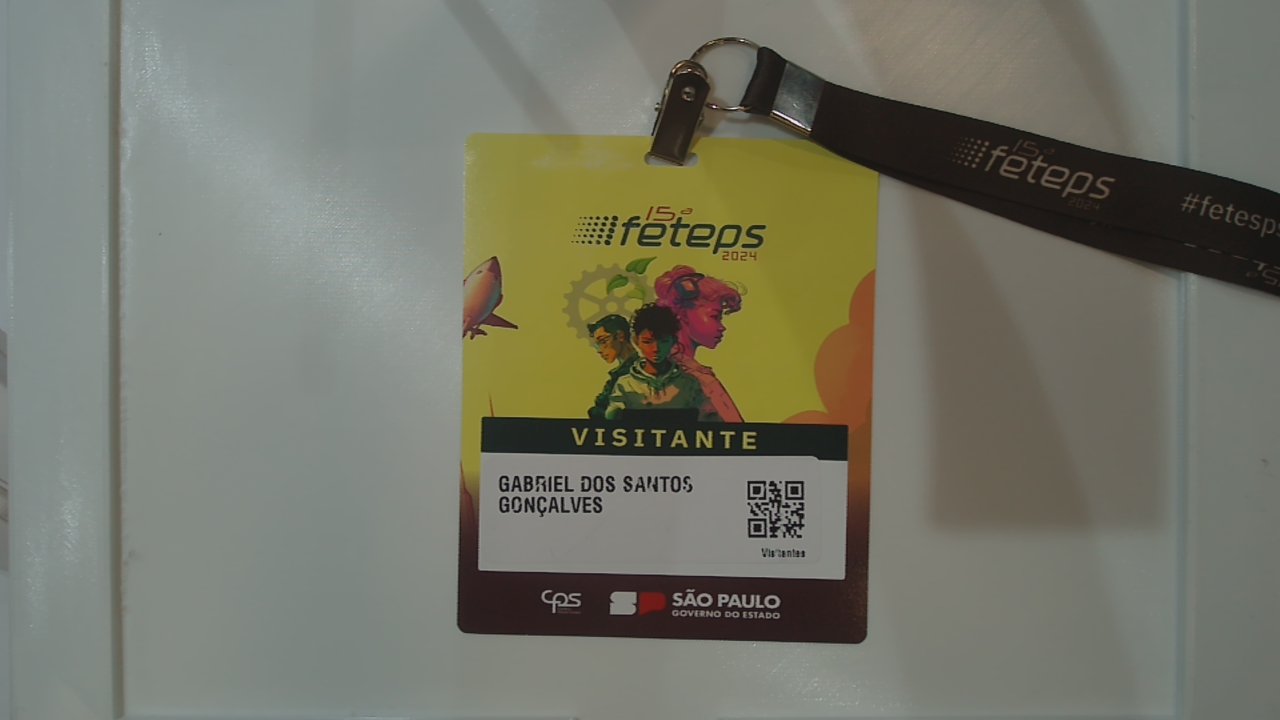 15ª
feteps
2024
VISITANTE
GABRIEL DOS SANTOS
GONÇALVES
Visitantes
CPS
SP SÃO PAULO
GOVERNO DO ESTADO
15ª
feteps
2024
#fetesps